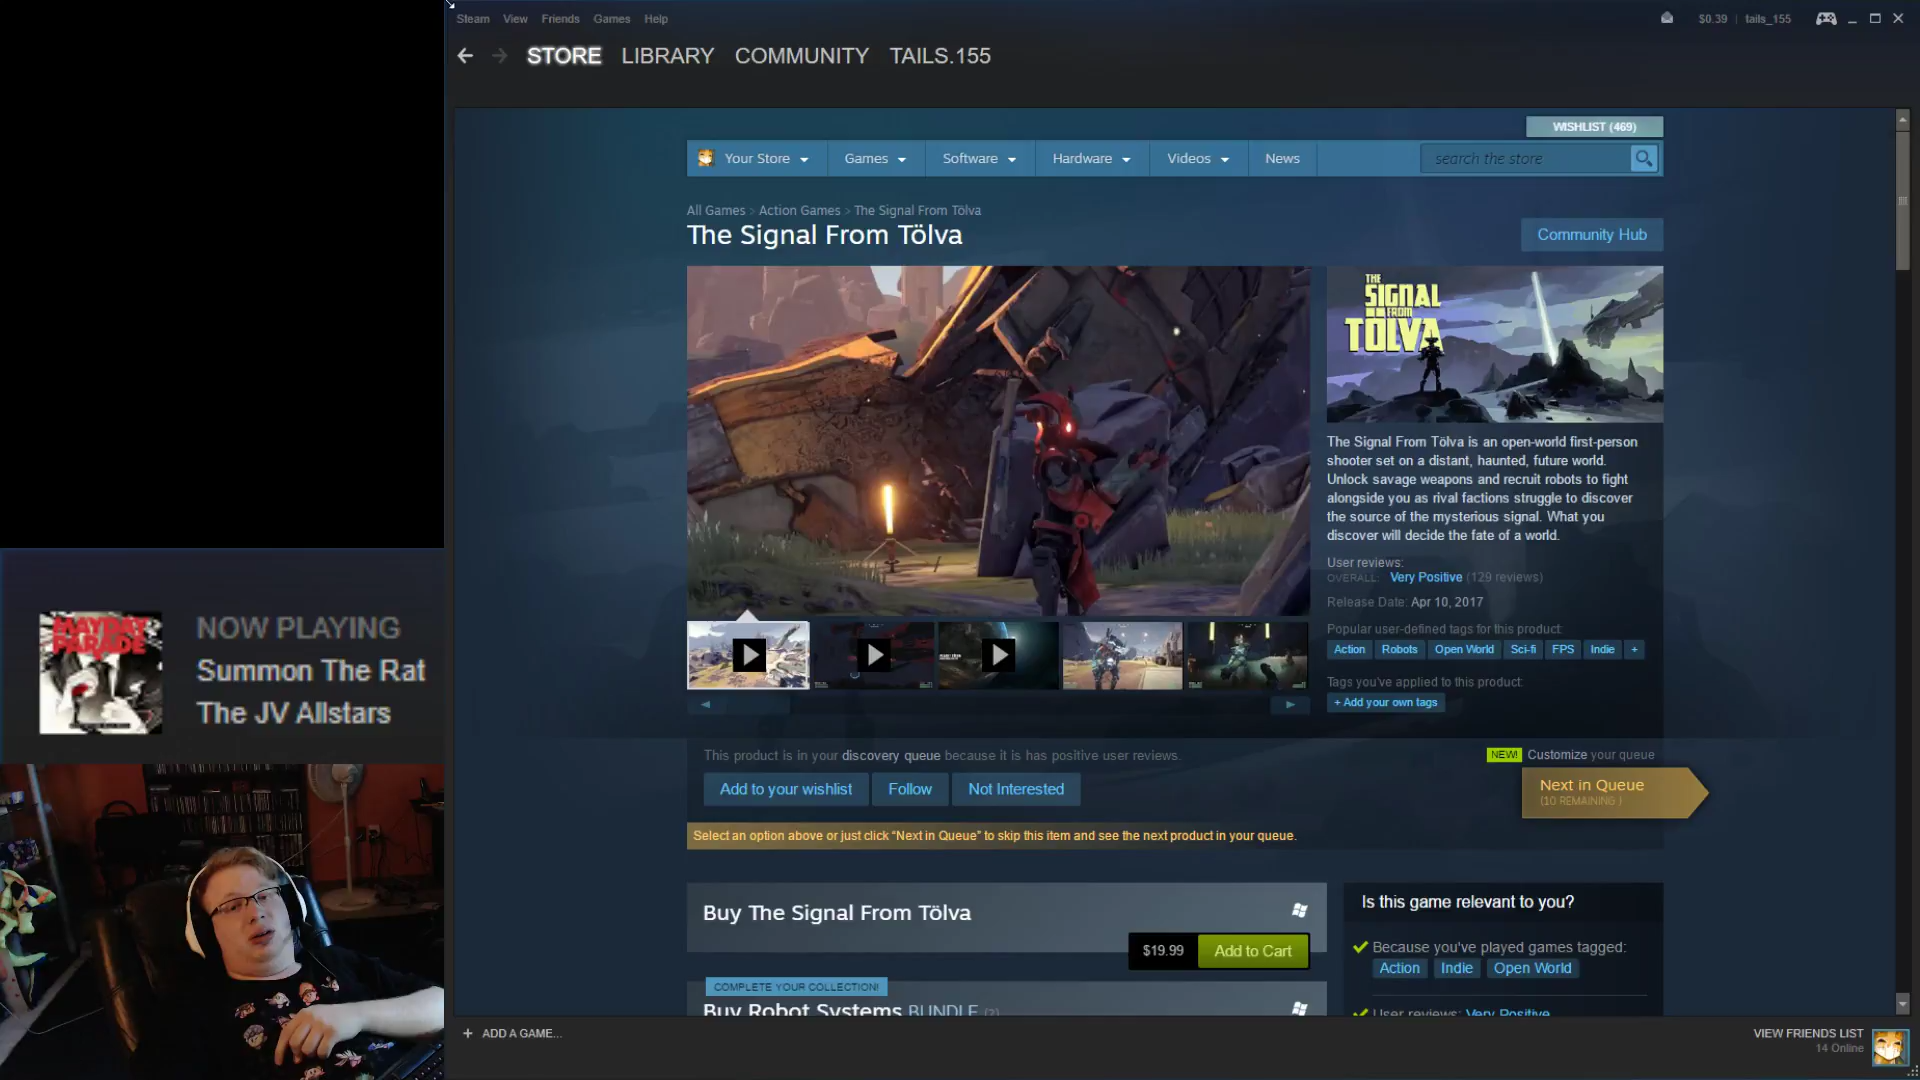 Steam View Friends Games Help
$0.39 tails_155
STORE LIBRARY COMMUNITY TAILS.155
WISHLIST (469)
Your Store Games Software Hardware Videos News
search the store
All Games > Action Games > The Signal From Tölva
The Signal From Tölva
Community Hub
THE
SIGNAL
FROM
TÖLVA
The Signal From Tölva is an open-world first-person
shooter set on a distant, haunted, future world.
Unlock savage weapons and recruit robots to fight
alongside you as rival factions struggle to discover
the source of the mysterious signal. What you
discover will decide the fate of a world.
User reviews:
OVERALL: Very Positive (129 reviews)
Release Date: Apr 10, 2017
Popular user-defined tags for this product:
Action Robots Open World Sci-fi FPS Indie +
Tags you've applied to this product:
+ Add your own tags
MAYDAY
PARADE
NOW PLAYING
Summon The Rat
The JV Allstars
This product is in your discovery queue because it has positive user reviews.
NEW! Customize your queue
Add to your wishlist Follow Not Interested
Next in Queue
(10 REMAINING )
Select an option above or just click "Next in Queue" to skip this item and see the next product in your queue.
Buy The Signal From Tölva
$19.99 Add to Cart
COMPLETE YOUR COLLECTION!
Buy Robot Systems BUNDLE (?)
Is this game relevant to you?
Because you've played games tagged:
Action Indie Open World
User reviews: Very Positive
+ ADD A GAME...
VIEW FRIENDS LIST
14 Online